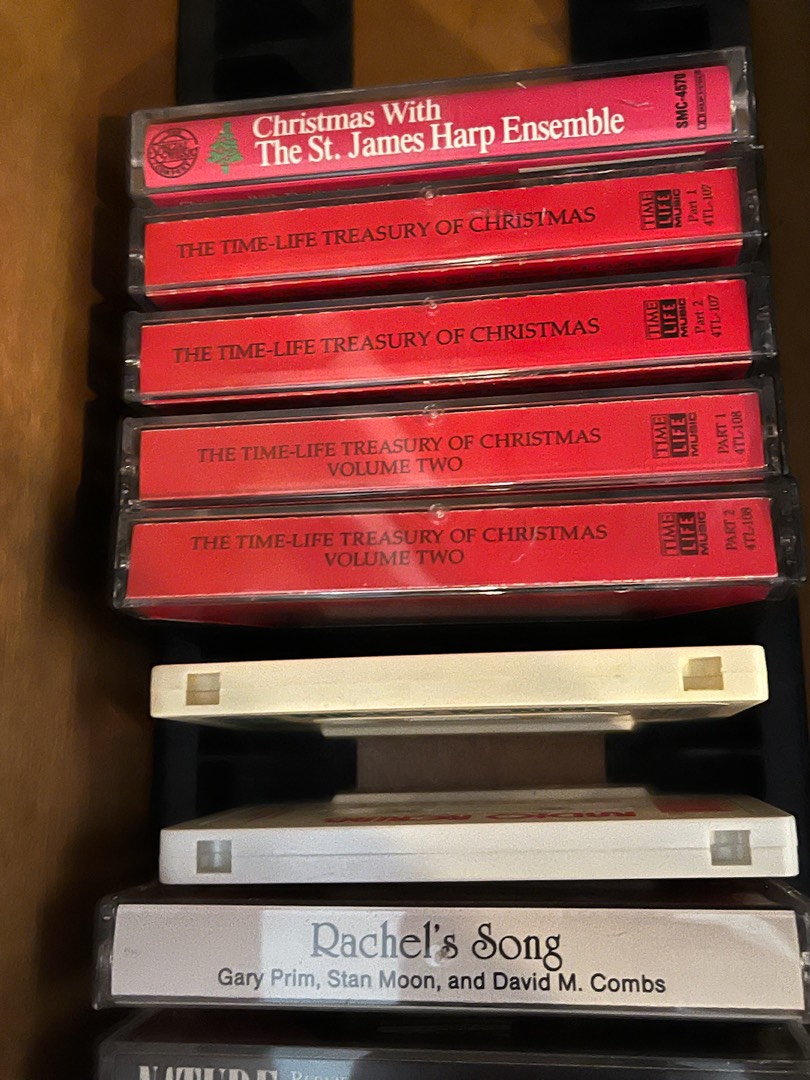 Christmas With
The St. James Harp Ensemble
SMC-4570
THE TIME-LIFE TREASURY OF CHRISTMAS
TIME
LIFE
MUSIC
Part 1
4TL-107
THE TIME-LIFE TREASURY OF CHRISTMAS
TIME
LIFE
MUSIC
Part 2
4TL-107
THE TIME-LIFE TREASURY OF CHRISTMAS
VOLUME TWO
TIME
LIFE
MUSIC
PART 1
4TL-108
THE TIME-LIFE TREASURY OF CHRISTMAS
VOLUME TWO
TIME
LIFE
MUSIC
PART 2
4TL-108
Rachel's Song
Gary Prim, Stan Moon, and David M. Combs
NATURE